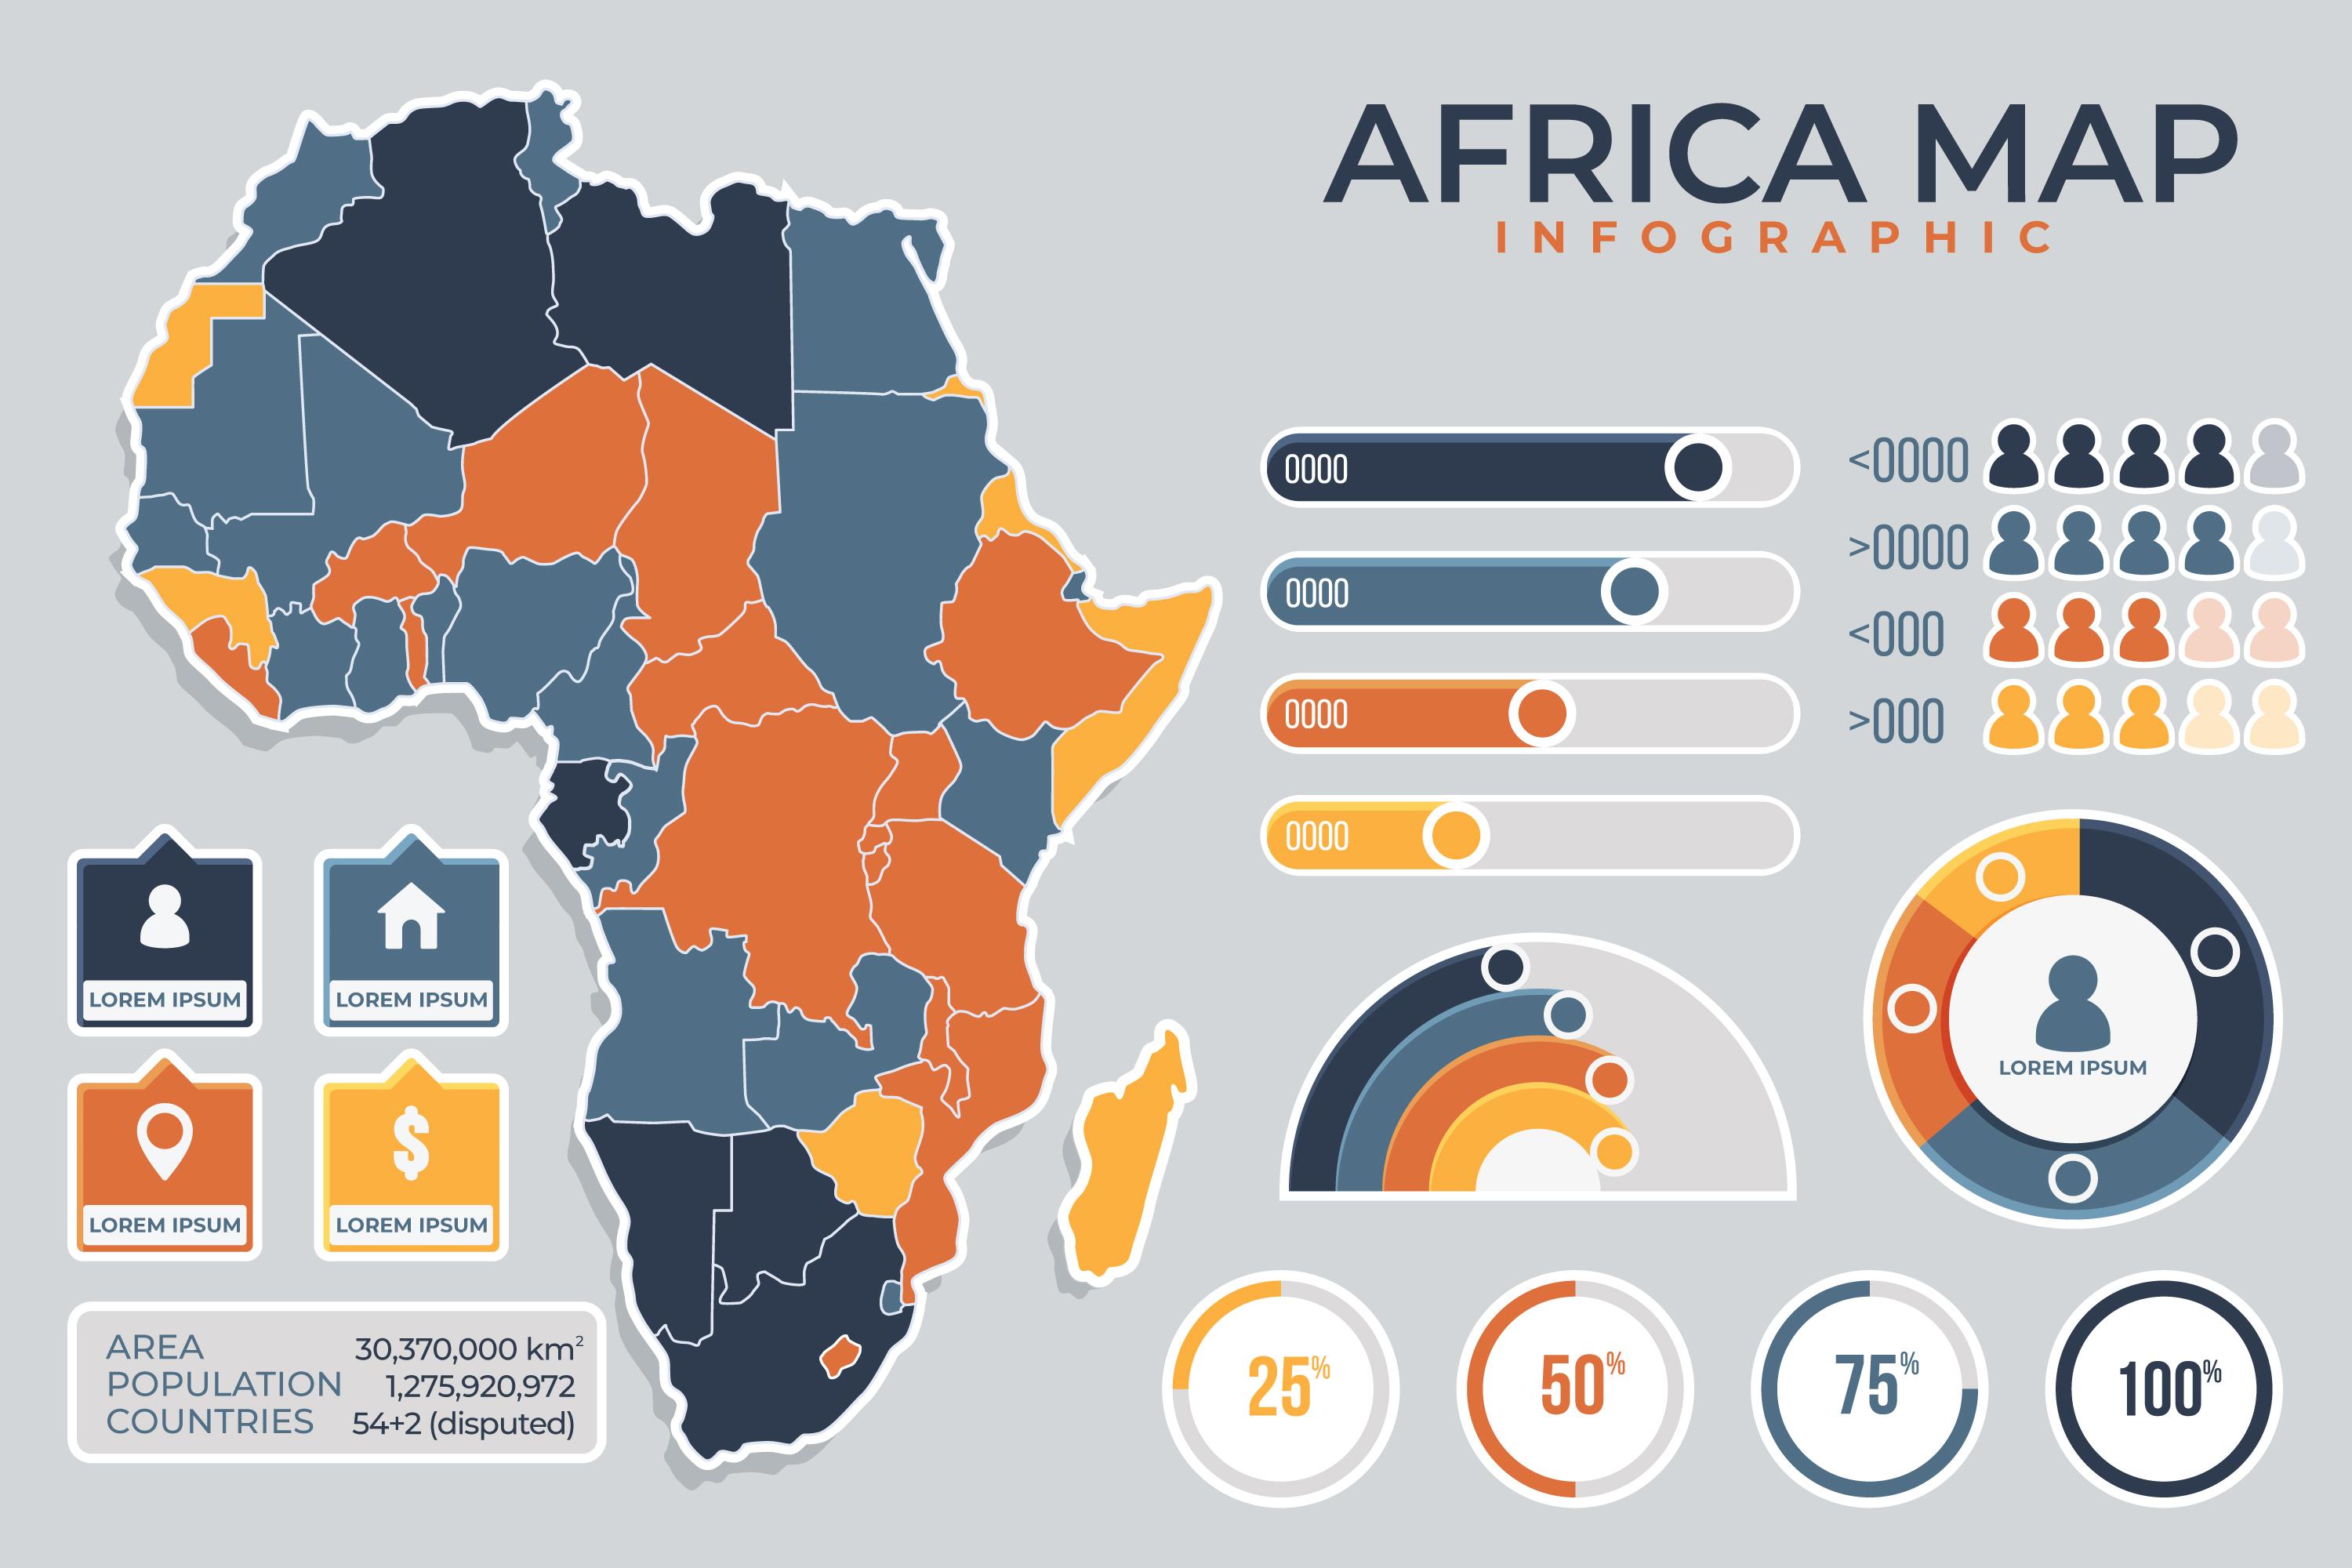 AFRICA MAP
INFOGRAPHIC
0000
0000
0000
0000
<0000
>0000
<000
>000
LOREM IPSUM
LOREM IPSUM
LOREM IPSUM
$
LOREM IPSUM
LOREM IPSUM
AREA 30,370,000 km²
POPULATION 1,275,920,972
COUNTRIES 54+2 (disputed)
25%
50%
75%
100%